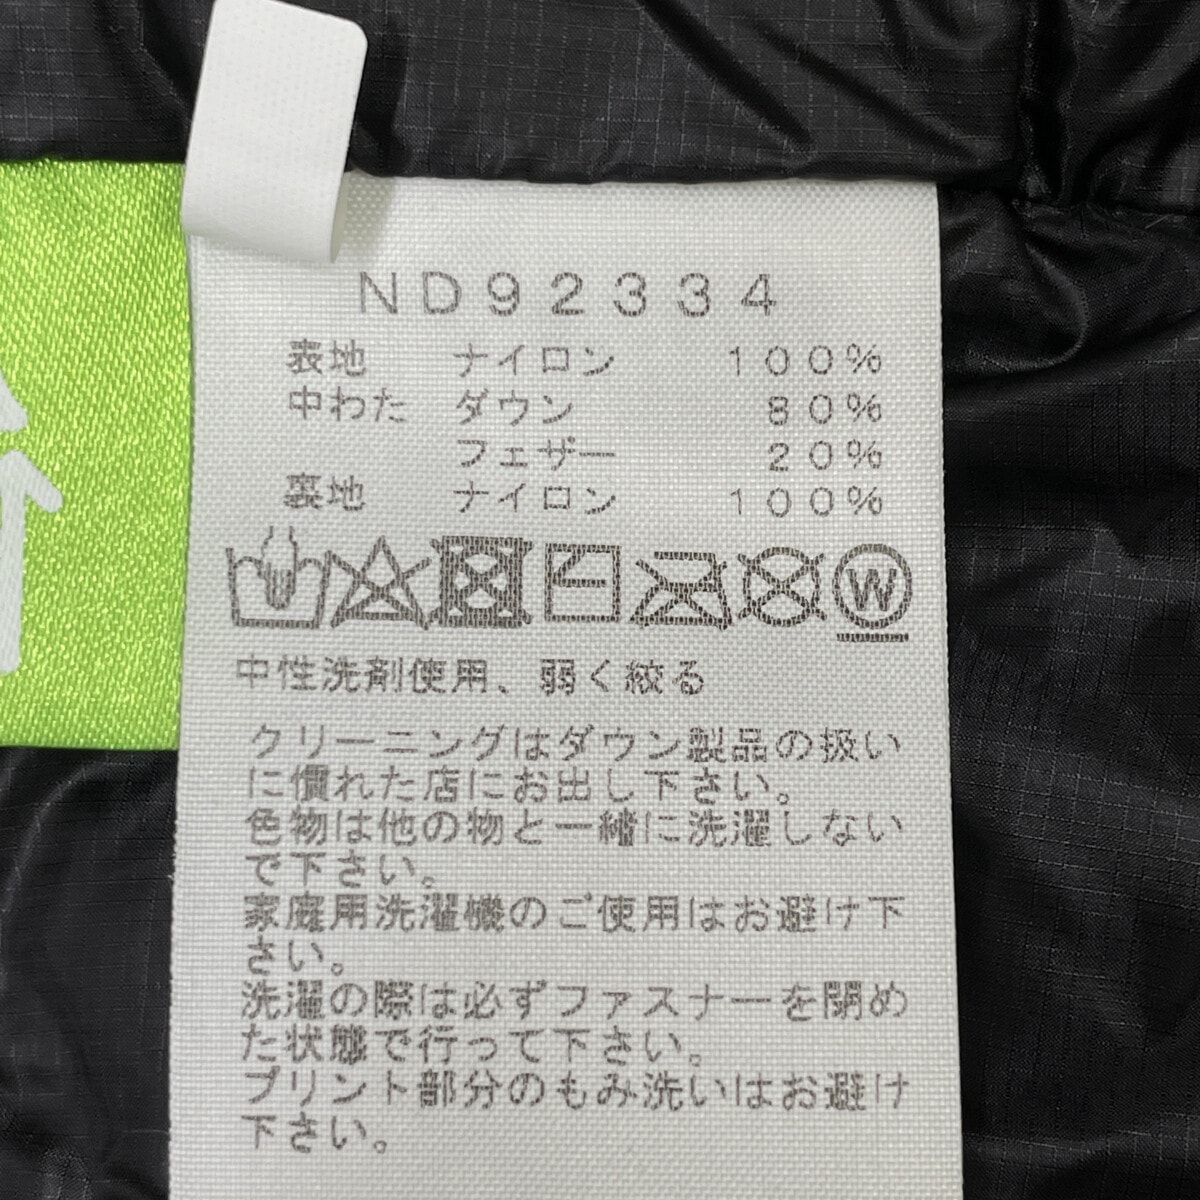 ND92334
表地 ナイロン 100%
中わた ダウン 80%
フェザー 20%
裏地 ナイロン 100%
W
中性洗剤使用、弱く絞る
クリーニングはダウン製品の扱い
に慣れた店にお出し下さい。
色物は他の物と一緒に洗濯しない
で下さい。
家庭用洗濯機のご使用はお避け下
さい。
洗濯の際は必ずファスナーを閉め
た状態で行って下さい。
プリント部分のもみ洗いはお避け
下さい。